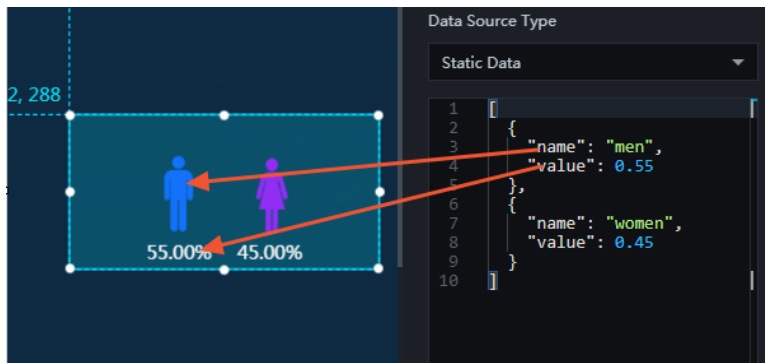 Data Source Type
Static Data
2, 288
1 [
2 {
3 "name": "men",
4 "value": 0.55
5 },
6 {
7 "name": "women",
8 "value": 0.45
9 }
10 ]
55.00% 45.00%